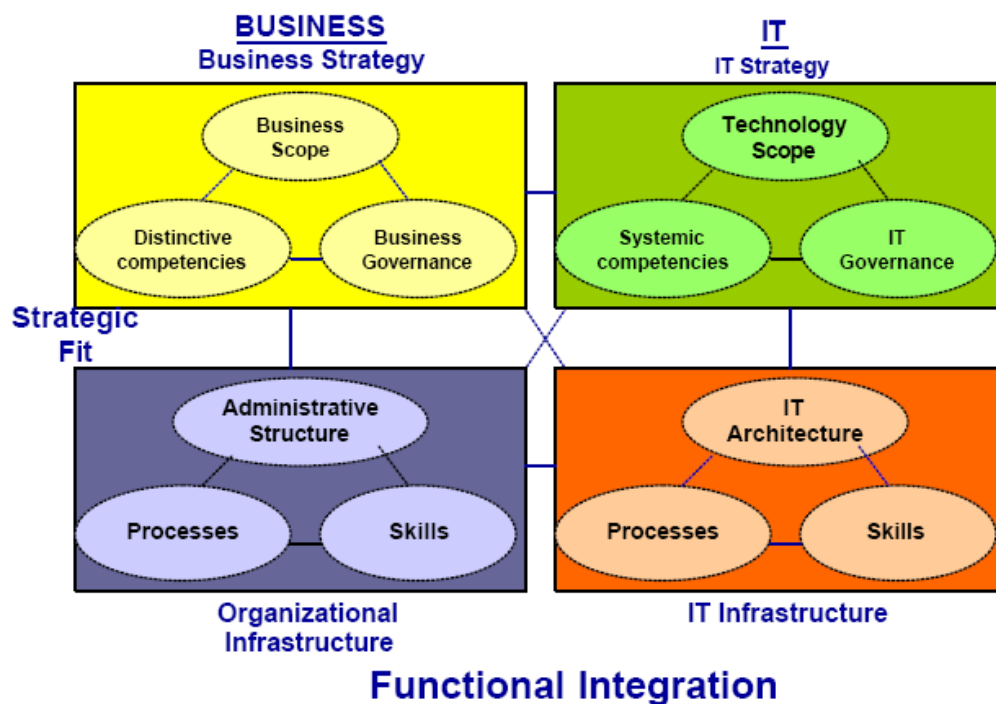 BUSINESS
Business Strategy
IT
IT Strategy
Business
Scope
Distinctive
competencies
Business
Governance
Technology
Scope
Systemic
competencies
IT
Governance
Strategic
Fit
Administrative
Structure
Processes
Skills
IT
Architecture
Processes
Skills
Organizational
Infrastructure
IT Infrastructure
Functional Integration